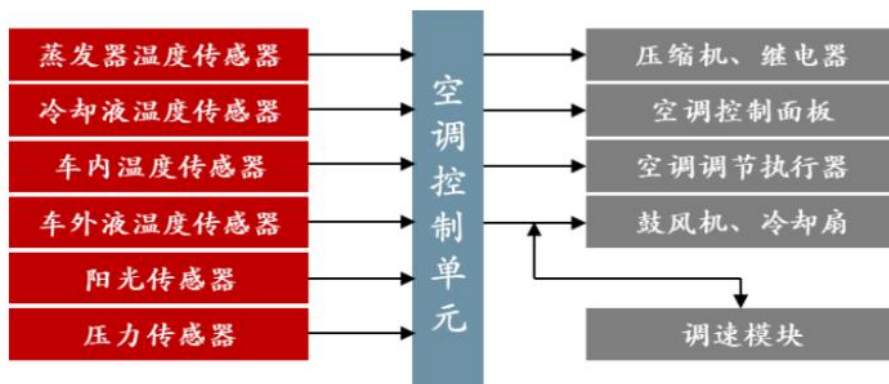 蒸发器温度传感器
冷却液温度传感器
车内温度传感器
车外液温度传感器
阳光传感器
压力传感器
空调控制单元
压缩机、继电器
空调控制面板
空调调节执行器
鼓风机、冷却扇
调速模块